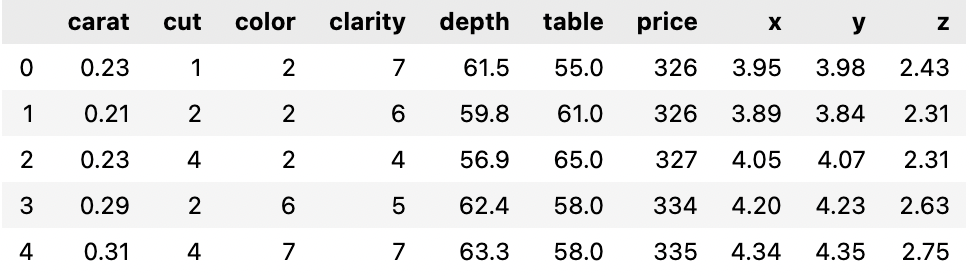 carat cut color clarity depth table price x y z
0 0.23 1 2 7 61.5 55.0 326 3.95 3.98 2.43
1 0.21 2 2 6 59.8 61.0 326 3.89 3.84 2.31
2 0.23 4 2 4 56.9 65.0 327 4.05 4.07 2.31
3 0.29 2 6 5 62.4 58.0 334 4.20 4.23 2.63
4 0.31 4 7 7 63.3 58.0 335 4.34 4.35 2.75